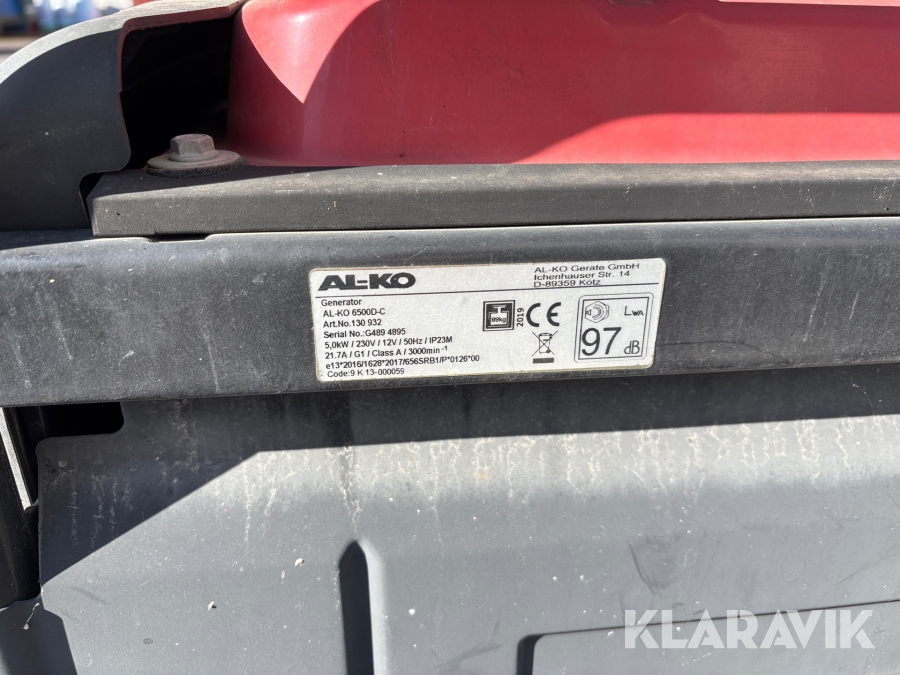 AL-KO
AL-KO Geräte GmbH
Ichenhauser Str. 14
D-89359 Kötz
Generator
AL-KO 6500D-C
Art.No.130 932
Serial No.:G489 4895
5,0kW / 230V / 12V / 50Hz / IP23M
21.7A / G1 / Class A / 3000min⁻¹
e13*2016/1628*2017/656SRB1/P*0126*00
Code:9 K 13-000059
2019
CE
LWA
97 dB
KLARAVIK